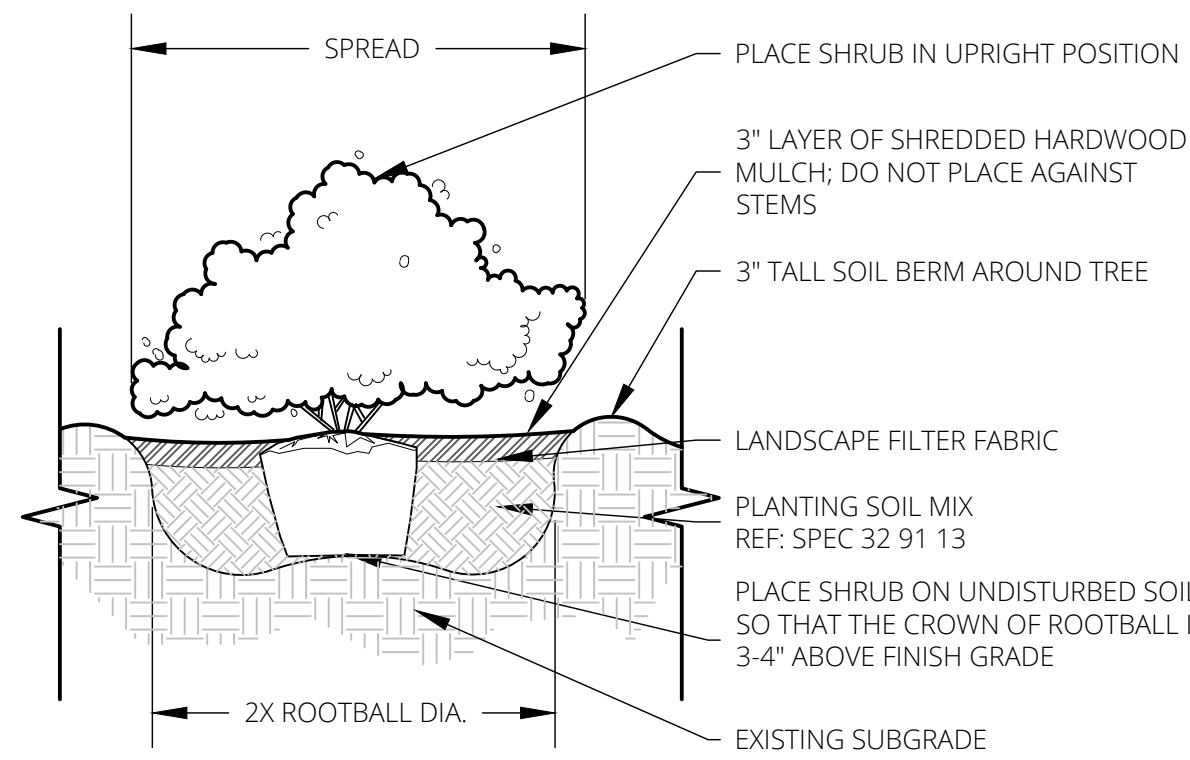 SPREAD
PLACE SHRUB IN UPRIGHT POSITION
3" LAYER OF SHREDDED HARDWOOD
MULCH; DO NOT PLACE AGAINST
STEMS
3" TALL SOIL BERM AROUND TREE
LANDSCAPE FILTER FABRIC
PLANTING SOIL MIX
REF: SPEC 32 91 13
PLACE SHRUB ON UNDISTURBED SOIL
SO THAT THE CROWN OF ROOTBALL
3-4" ABOVE FINISH GRADE
2X ROOTBALL DIA.
EXISTING SUBGRADE